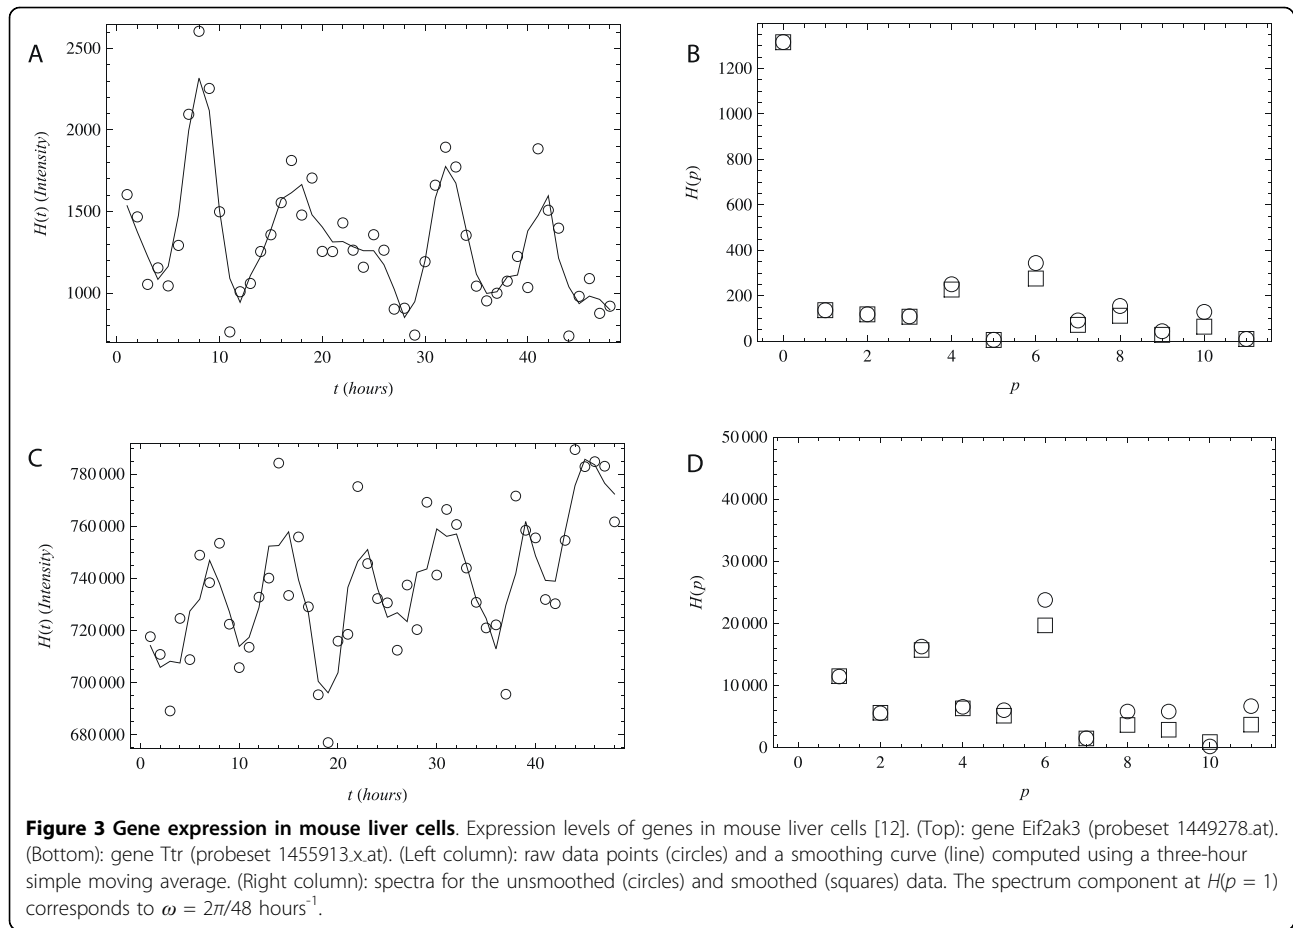 A
H(t) (Intensity)
2500
2000
1500
1000
0 10 20 30 40
t (hours)
B
H(p)
1200
1000
800
600
400
200
0
0 2 4 6 8 10
p
C
H(t) (Intensity)
780 000
760 000
740 000
720 000
700 000
680 000
0 10 20 30 40
t (hours)
D
H(p)
50 000
40 000
30 000
20 000
10 000
0
0 2 4 6 8 10
p
Figure 3 Gene expression in mouse liver cells. Expression levels of genes in mouse liver cells [12]. (Top): gene Eif2ak3 (probeset 1449278.at).
(Bottom): gene Ttr (probeset 1455913.x.at). (Left column): raw data points (circles) and a smoothing curve (line) computed using a three-hour
simple moving average. (Right column): spectra for the unsmoothed (circles) and smoothed (squares) data. The spectrum component at H(p = 1)
corresponds to ω = 2π/48 hours⁻¹.